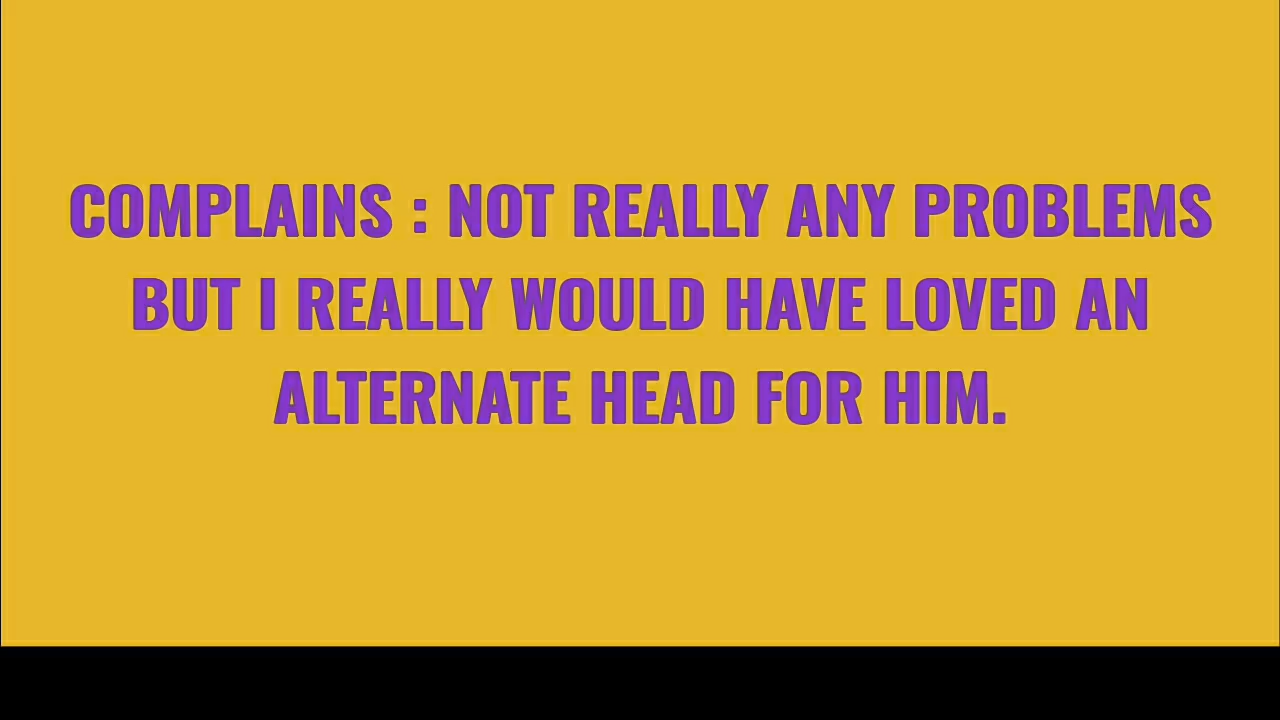 COMPLAINS : NOT REALLY ANY PROBLEMS
BUT I REALLY WOULD HAVE LOVED AN
ALTERNATE HEAD FOR HIM.